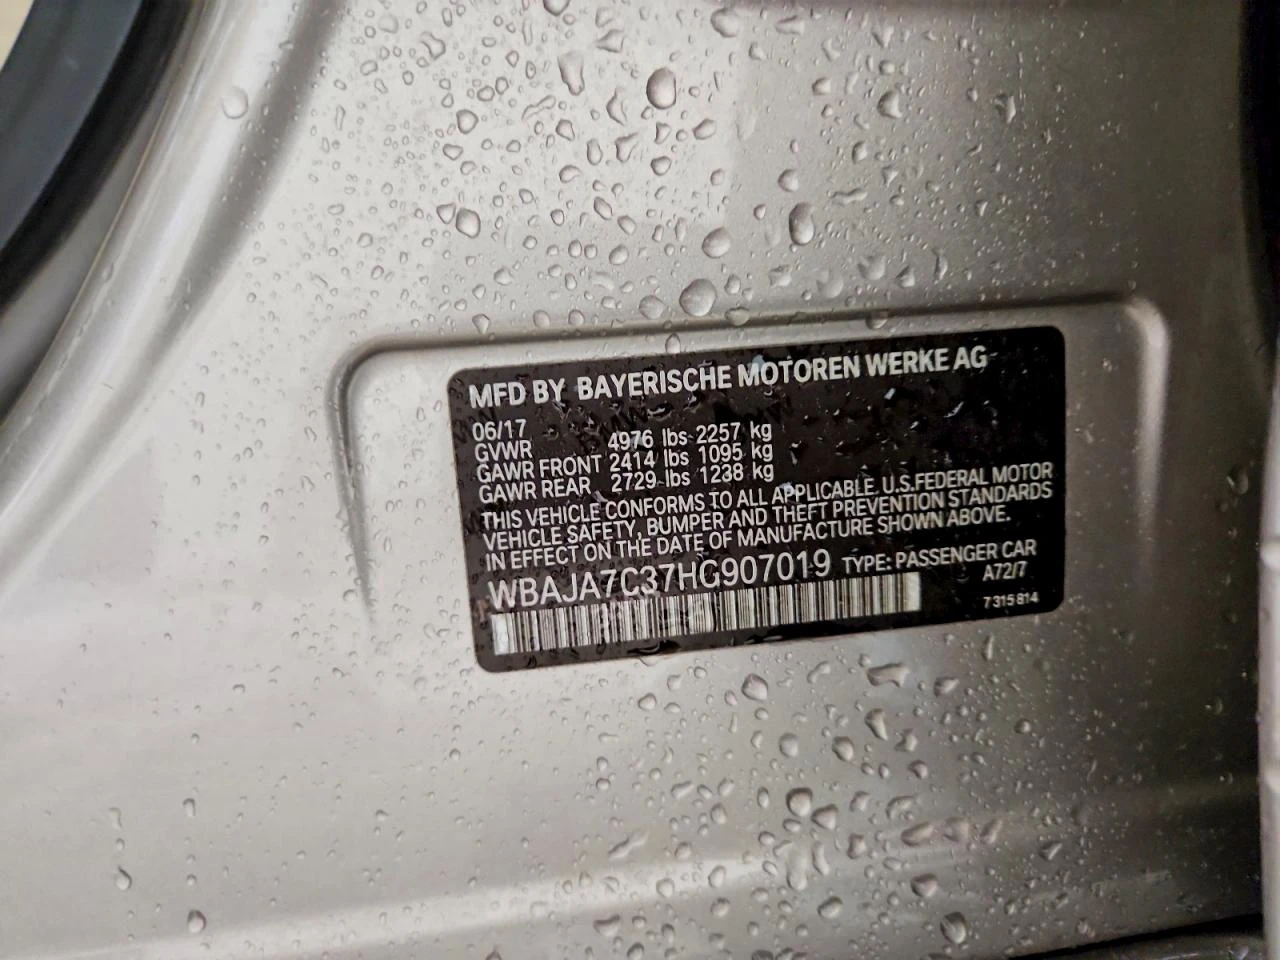 MFD BY BAYERISCHE MOTOREN WERKE AG
06/17
GVWR 4976 lbs 2257 kg
GAWR FRONT 2414 lbs 1095 kg
GAWR REAR 2729 lbs 1238 kg
THIS VEHICLE CONFORMS TO ALL APPLICABLE U.S.FEDERAL MOTOR
VEHICLE SAFETY, BUMPER AND THEFT PREVENTION STANDARDS
IN EFFECT ON THE DATE OF MANUFACTURE SHOWN ABOVE.
WBAJA7C37HG907019 TYPE: PASSENGER CAR
A72/7
7 315 814